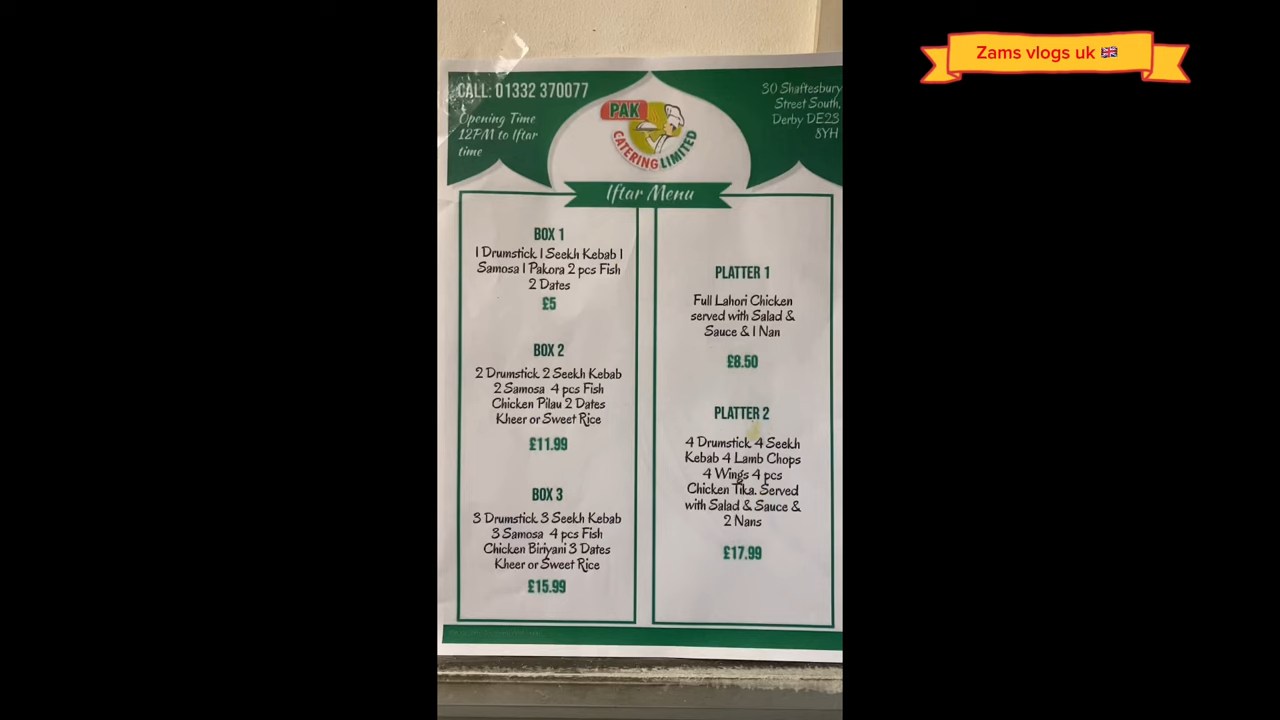 Zams vlogs uk 🇬🇧
CALL: 01332 370077
Opening Time
12PM to Iftar
time
PAK
CATERING LIMITED
30 Shaftesbury
Street South,
Derby DE23
8YH
Iftar Menu
BOX 1
1 Drumstick 1 Seekh Kebab 1
Samosa 1 Pakora 2 pcs Fish
2 Dates
£5
BOX 2
2 Drumstick 2 Seekh Kebab
2 Samosa 4 pcs Fish
Chicken Pilau 2 Dates
Kheer or Sweet Rice
£11.99
BOX 3
3 Drumstick 3 Seekh Kebab
3 Samosa 4 pcs Fish
Chicken Biriyani 3 Dates
Kheer or Sweet Rice
£15.99
PLATTER 1
Full Lahori Chicken
served with Salad &
Sauce & 1 Nan
£8.50
PLATTER 2
4 Drumstick 4 Seekh
Kebab 4 Lamb Chops
4 Wings 4 pcs
Chicken Tika. Served
with Salad & Sauce &
2 Nans
£17.99